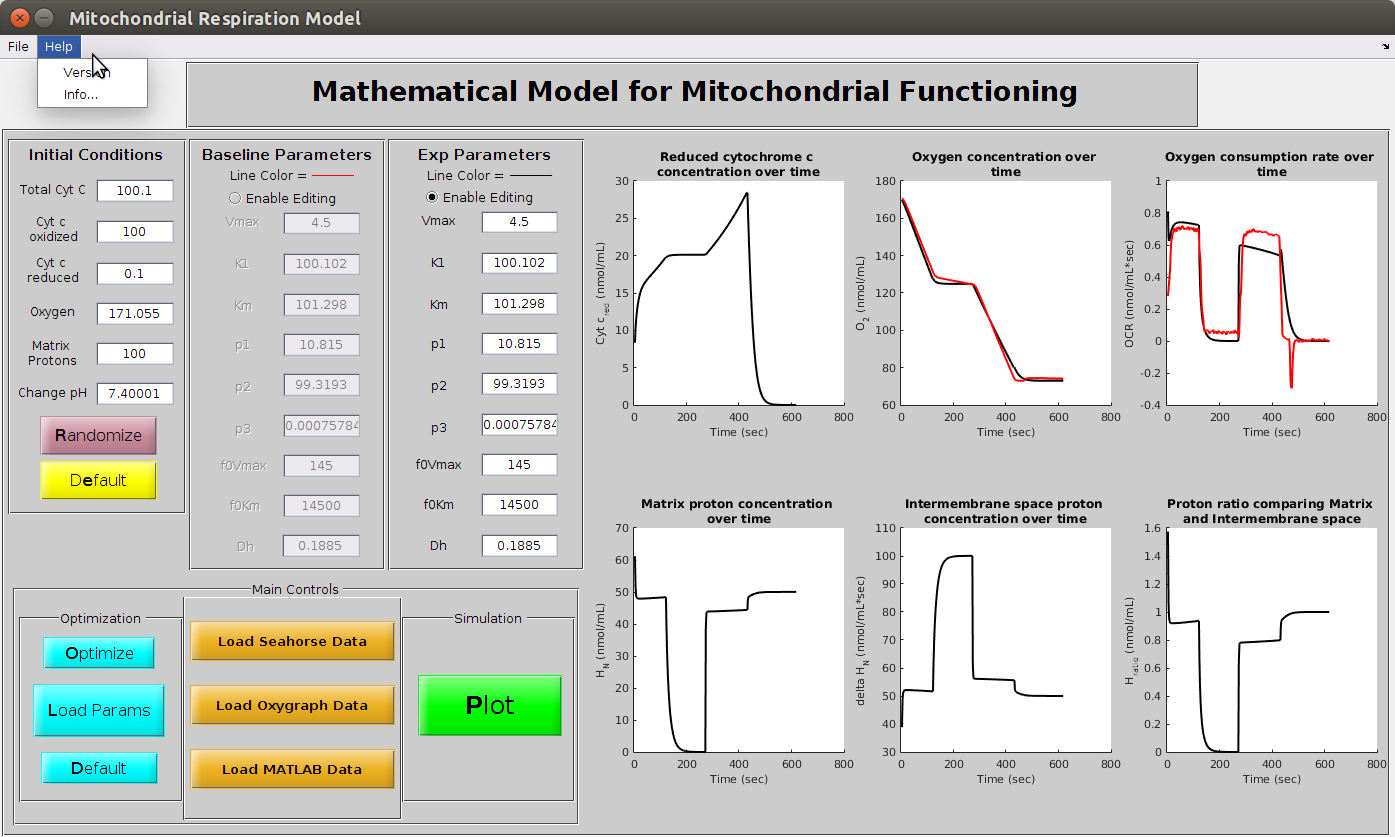 Mitochondrial Respiration Model
File Help
Info...
Mathematical Model for Mitochondrial Functioning
Initial Conditions
Total Cyt C 100.1
Cyt c
oxidized 100
Cyt c
reduced 0.1
Oxygen 171.055
Matrix
Protons 100
Change pH 7.40001
Randomize
Default
Baseline Parameters
Line Color =
Enable Editing
Vmax 4.5
K1 100.102
Km 101.298
p1 10.815
p2 99.3193
p3 0.00075784
f0Vmax 145
f0Km 14500
Dh 0.1885
Exp Parameters
Line Color =
Enable Editing
Vmax 4.5
K1 100.102
Km 101.298
p1 10.815
p2 99.3193
p3 0.00075784
f0Vmax 145
f0Km 14500
Dh 0.1885
Main Controls
Optimization
Optimize
Load Params
Default
Load Seahorse Data
Load Oxygraph Data
Load MATLAB Data
Simulation
Plot
Reduced cytochrome c
concentration over time
Cyt c_red (nmol/mL)
30
25
20
15
10
5
0
0 200 400 600 800
Time (sec)
Oxygen concentration over
time
O2 (nmol/mL)
180
160
140
120
100
80
60
0 200 400 600 800
Time (sec)
Oxygen consumption rate over
time
OCR (nmol/mL*sec)
1
0.8
0.6
0.4
0.2
0
-0.2
-0.4
0 200 400 600 800
Time (sec)
Matrix proton concentration
over time
H_N (nmol/mL)
70
60
50
40
30
20
10
0
0 200 400 600 800
Time (sec)
Intermembrane space proton
concentration over time
delta H_N (nmol/mL*sec)
110
100
90
80
70
60
50
40
30
0 200 400 600 800
Time (sec)
Proton ratio comparing Matrix
and Intermembrane space
H_ratio (nmol/mL)
1.6
1.4
1.2
1
0.8
0.6
0.4
0.2
0
0 200 400 600 800
Time (sec)